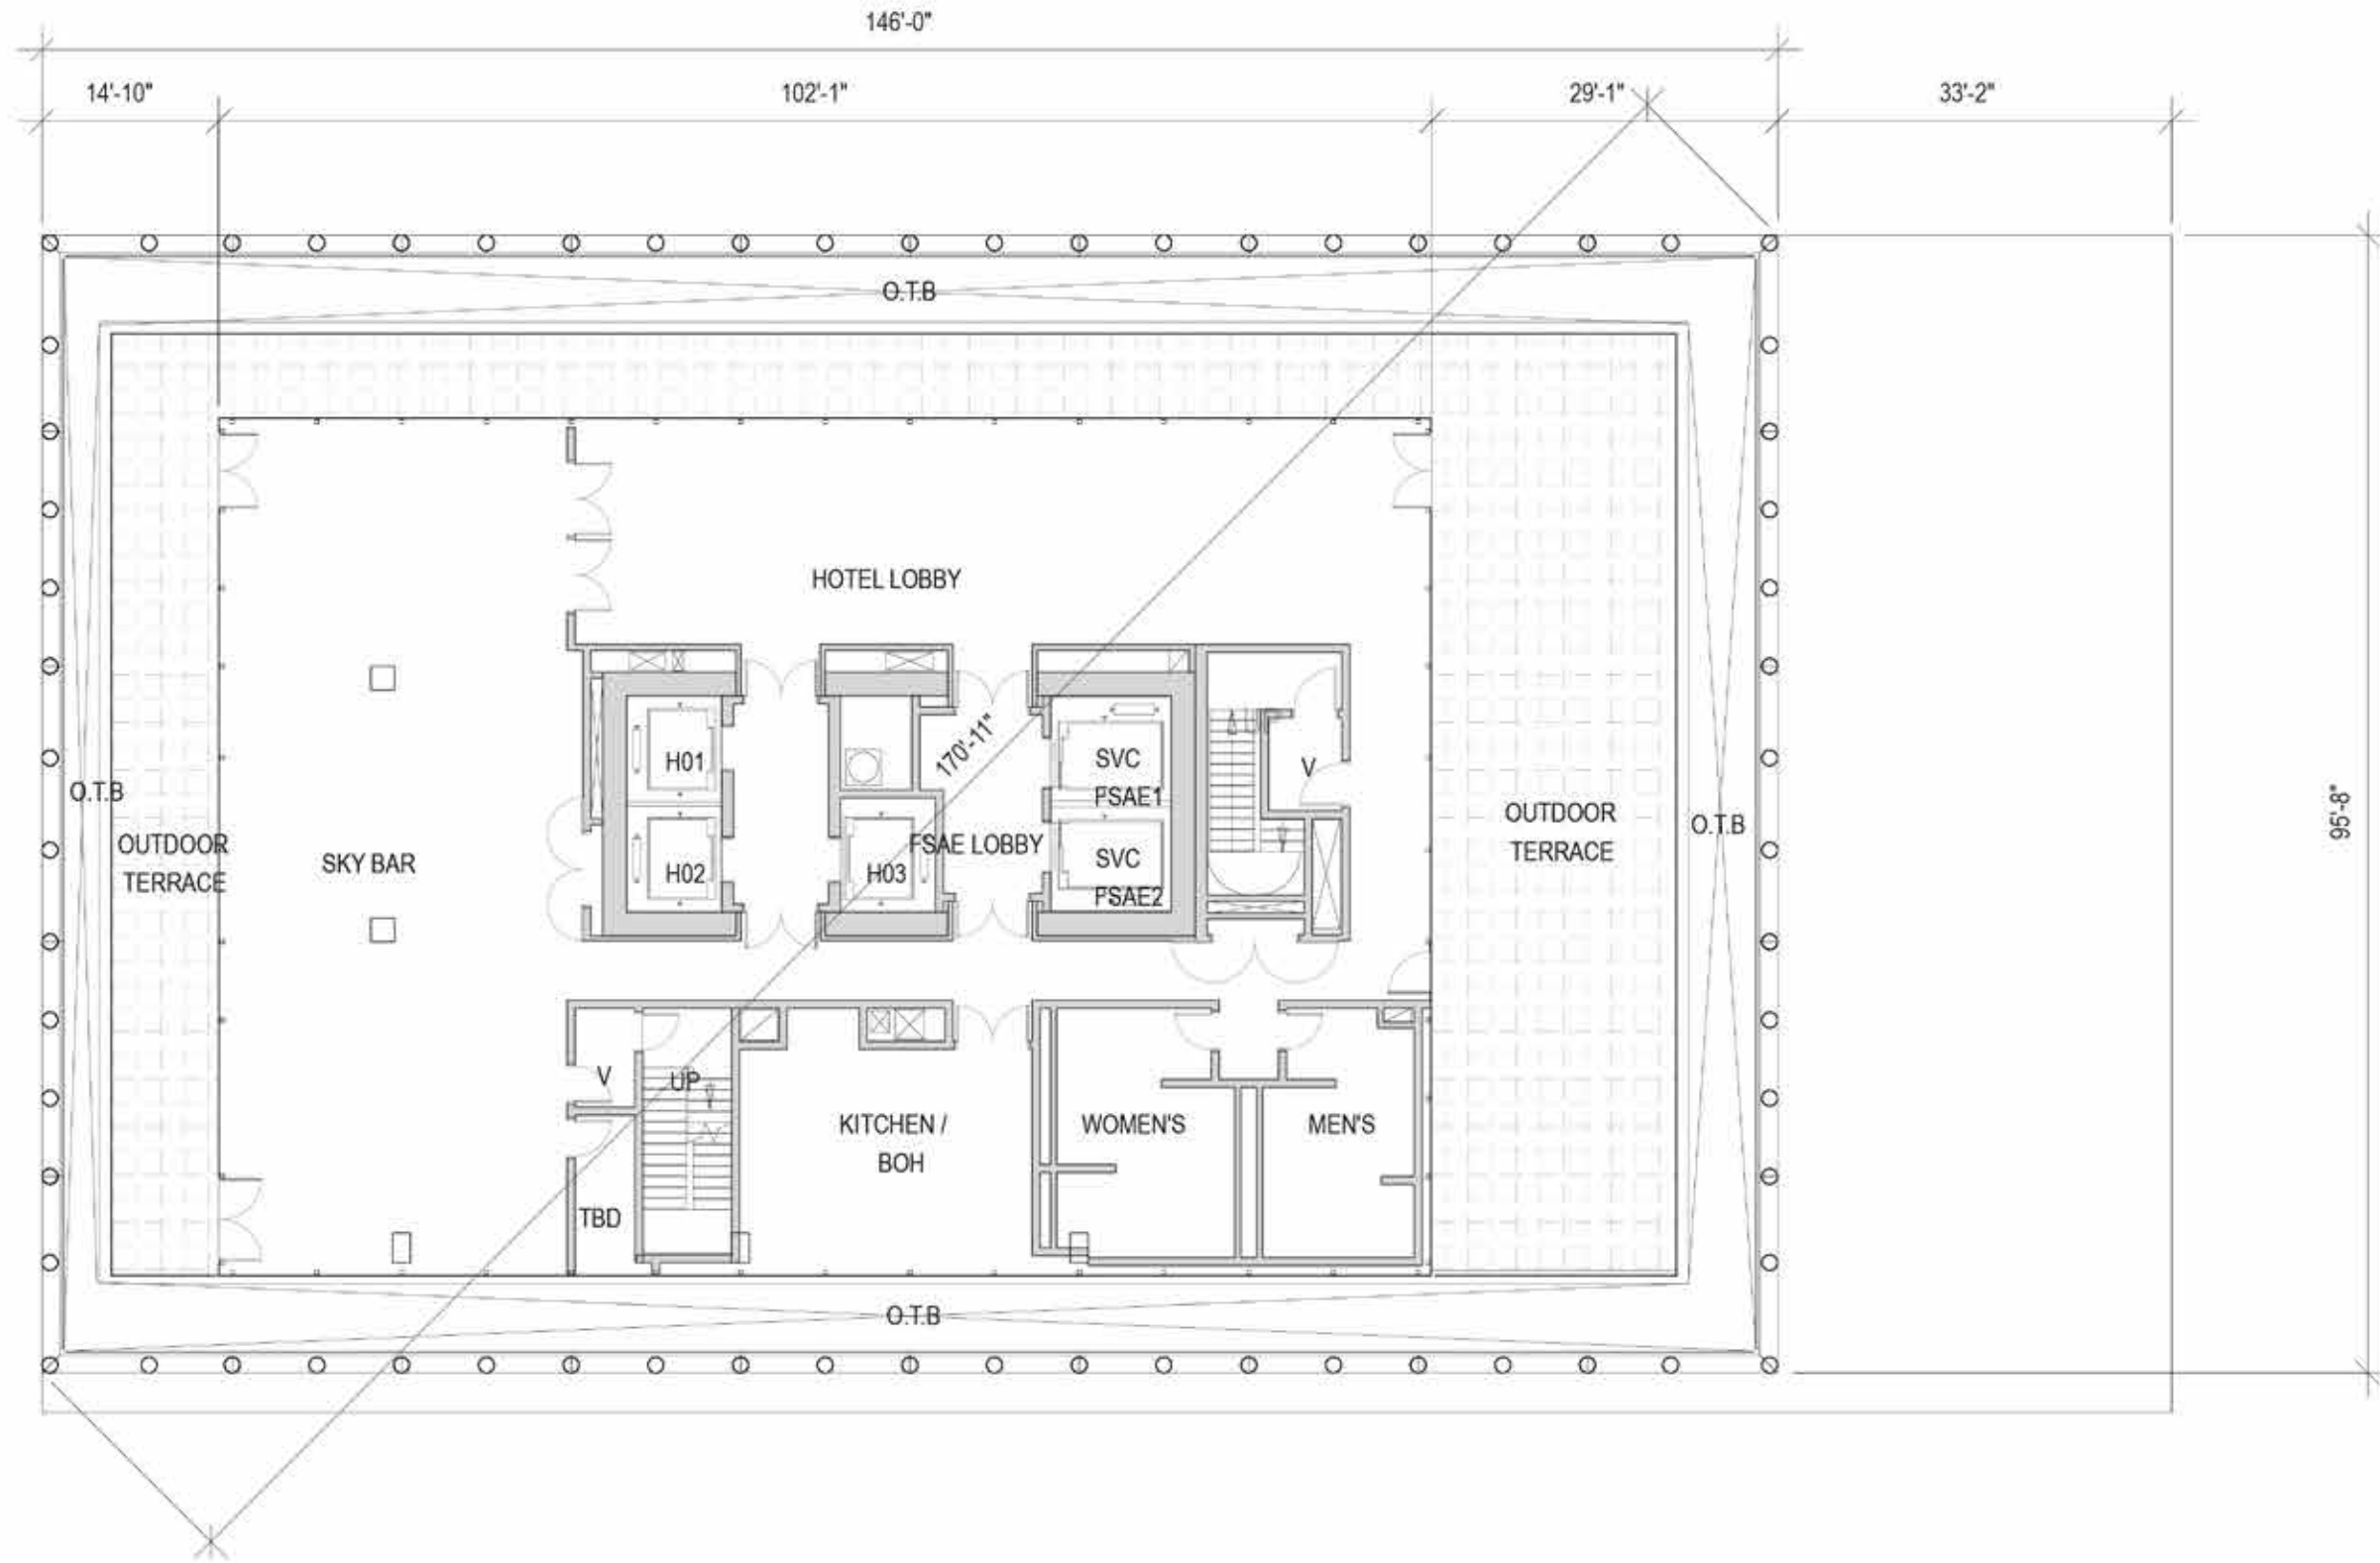 146'-0"
14'-10"
102'-1"
29'-1"
33'-2"
O.T.B
HOTEL LOBBY
170'-11"
H01
SVC
FSAE1
V
O.T.B
OUTDOOR
TERRACE
SKY BAR
H02
H03
FSAE LOBBY
SVC
FSAE2
OUTDOOR
TERRACE
O.T.B
95'-8"
V
UP
KITCHEN /
BOH
WOMEN'S
MEN'S
TBD
O.T.B